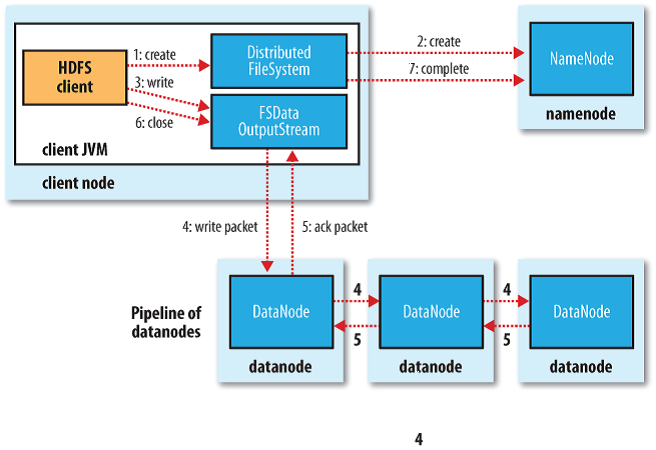 HDFS
client
1: create
3: write
6: close
Distributed
FileSystem
FSData
OutputStream
client JVM
client node
2: create
7: complete
NameNode
namenode
4: write packet
5: ack packet
Pipeline of
datanodes
DataNode
datanode
4
5
DataNode
datanode
4
5
DataNode
datanode
4